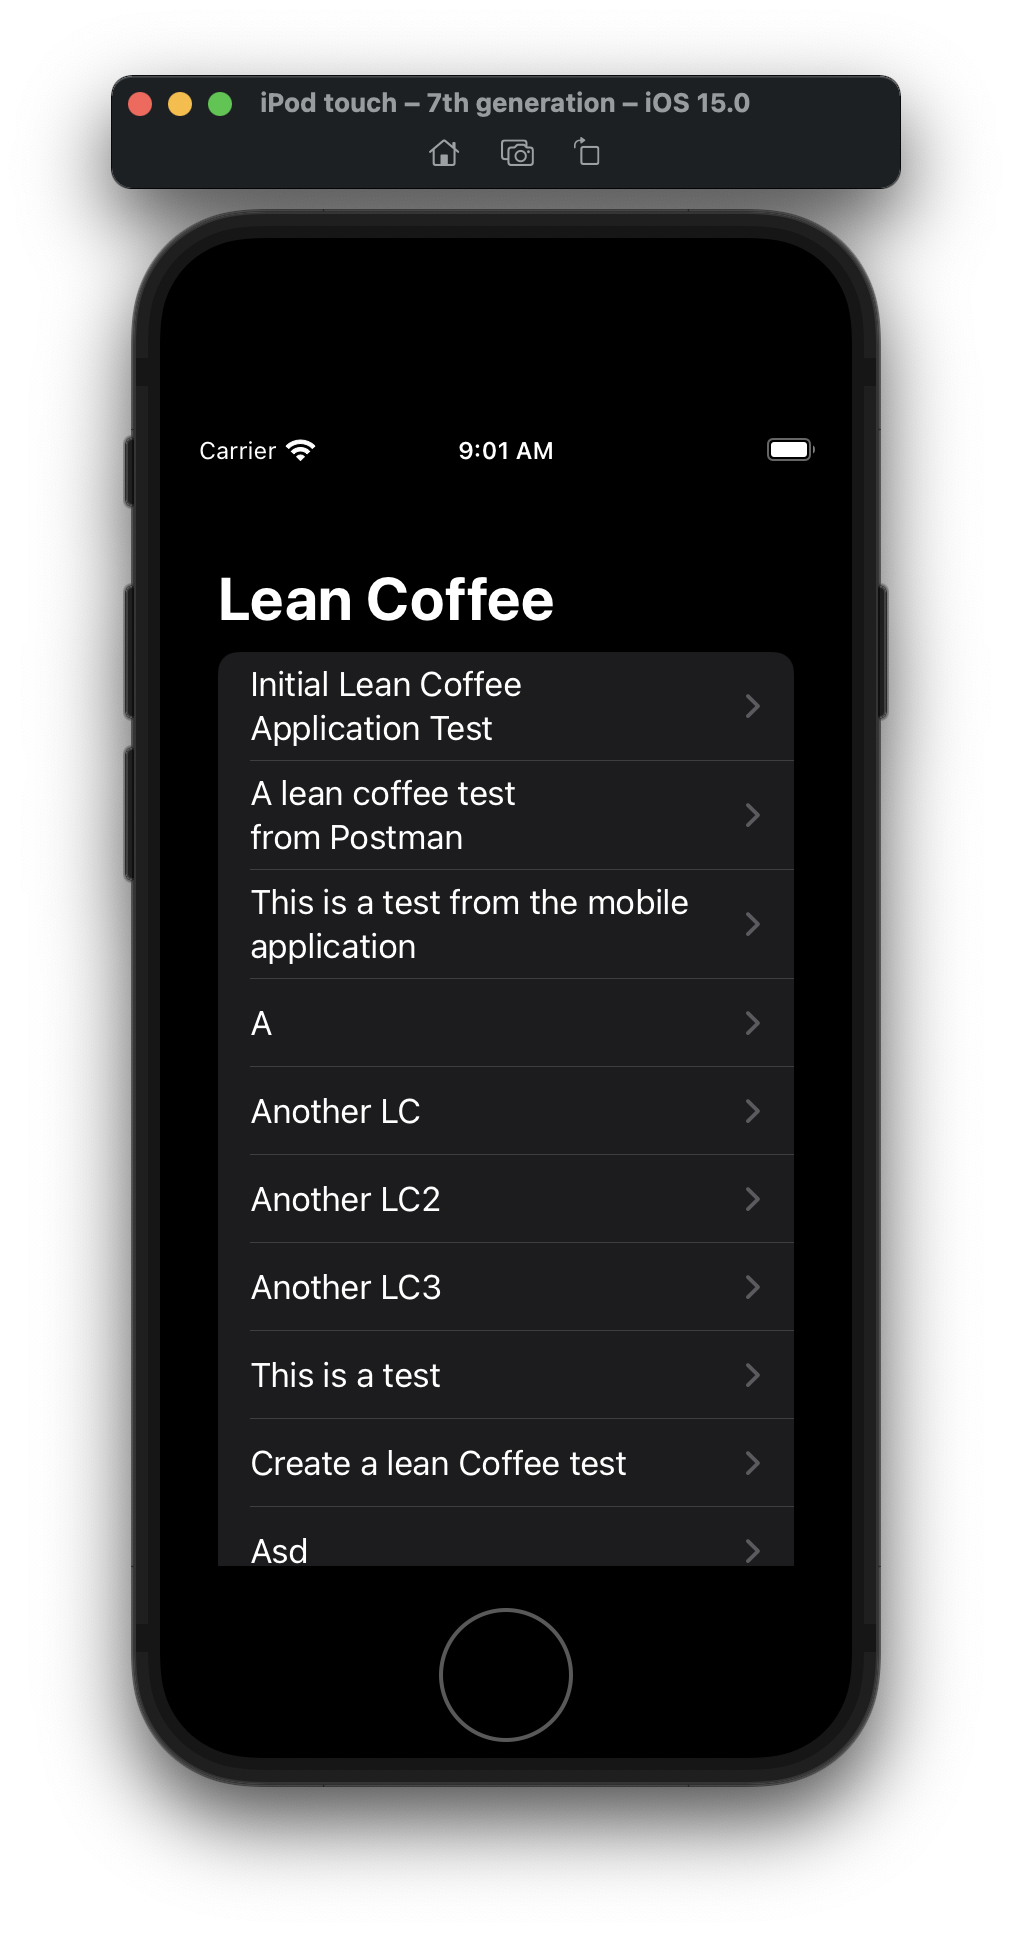 iPod touch – 7th generation – iOS 15.0
Carrier 9:01 AM
Lean Coffee
Initial Lean Coffee
Application Test
A lean coffee test
from Postman
This is a test from the mobile
application
A
Another LC
Another LC2
Another LC3
This is a test
Create a lean Coffee test
Asd